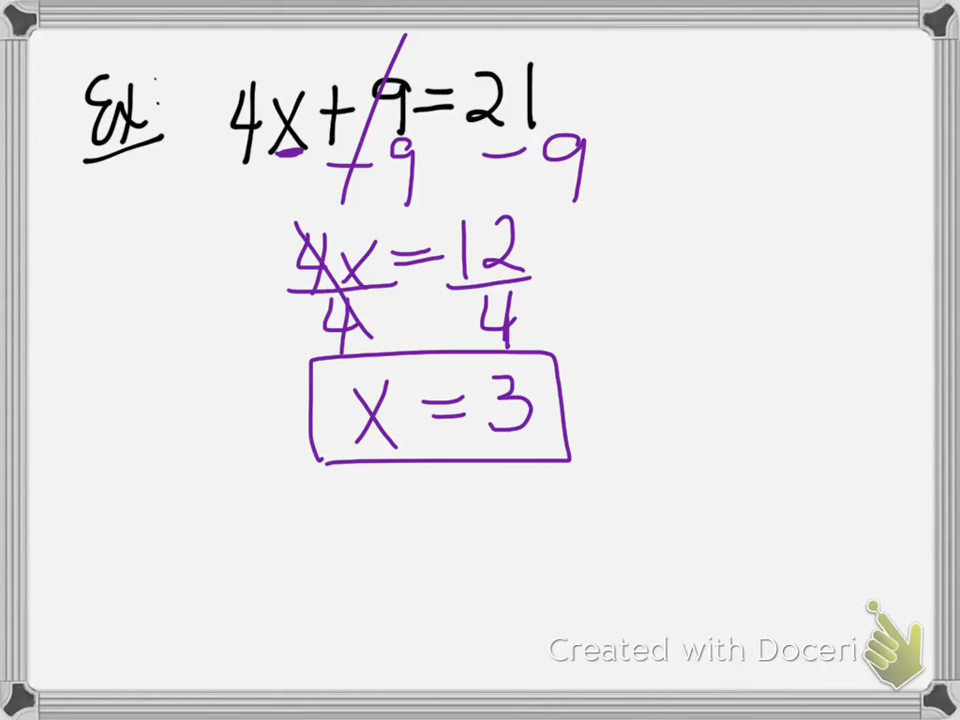 Ex: 4x + 9 = 21
- 9 - 9
4x = 12
4 4
x = 3
Created with Doceri